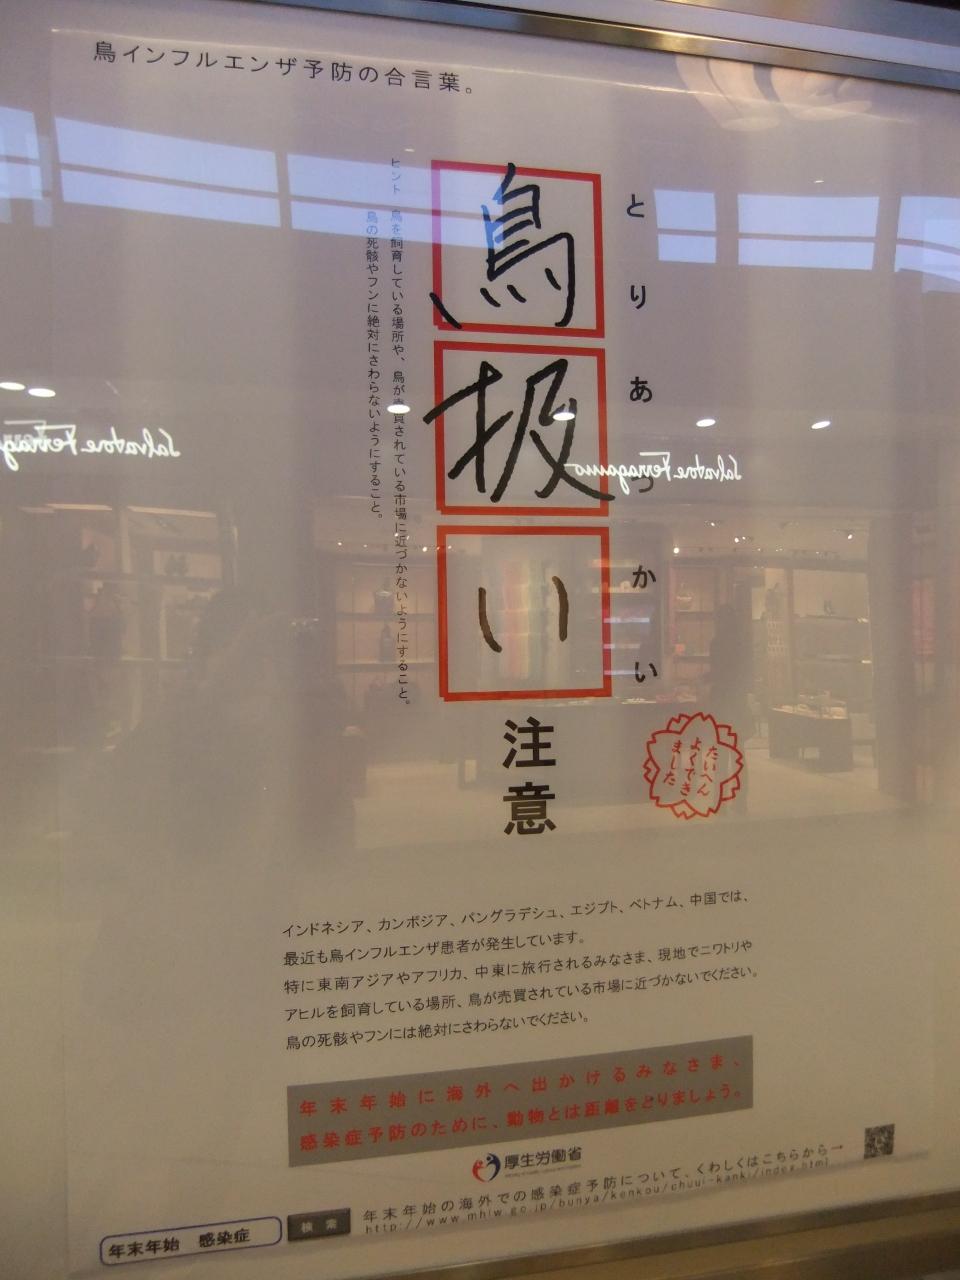 鳥インフルエンザ予防の合言葉。
とりあつかい
鳥扱い
注意
ヒント 鳥を飼育している場所や、鳥が売買されている市場に近づかないようにすること。
鳥の死骸やフンに絶対にさわらないようにすること。
たいへん
よくでき
ました
Salvatore Ferragamo
インドネシア、カンボジア、バングラデシュ、エジプト、ベトナム、中国では、
最近も鳥インフルエンザ患者が発生しています。
特に東南アジアやアフリカ、中東に旅行されるみなさま、現地でニワトリや
アヒルを飼育している場所、鳥が売買されている市場に近づかないでください。
鳥の死骸やフンには絶対にさわらないでください。
年末年始に海外へ出かけるみなさま、
感染症予防のために、動物とは距離をとりましょう。
厚生労働省
年末年始の海外での感染症予防について、くわしくはこちらから→
http://www.mhlw.go.jp/bunya/kenkou/chuui-kanki/index.html
年末年始 感染症
検索